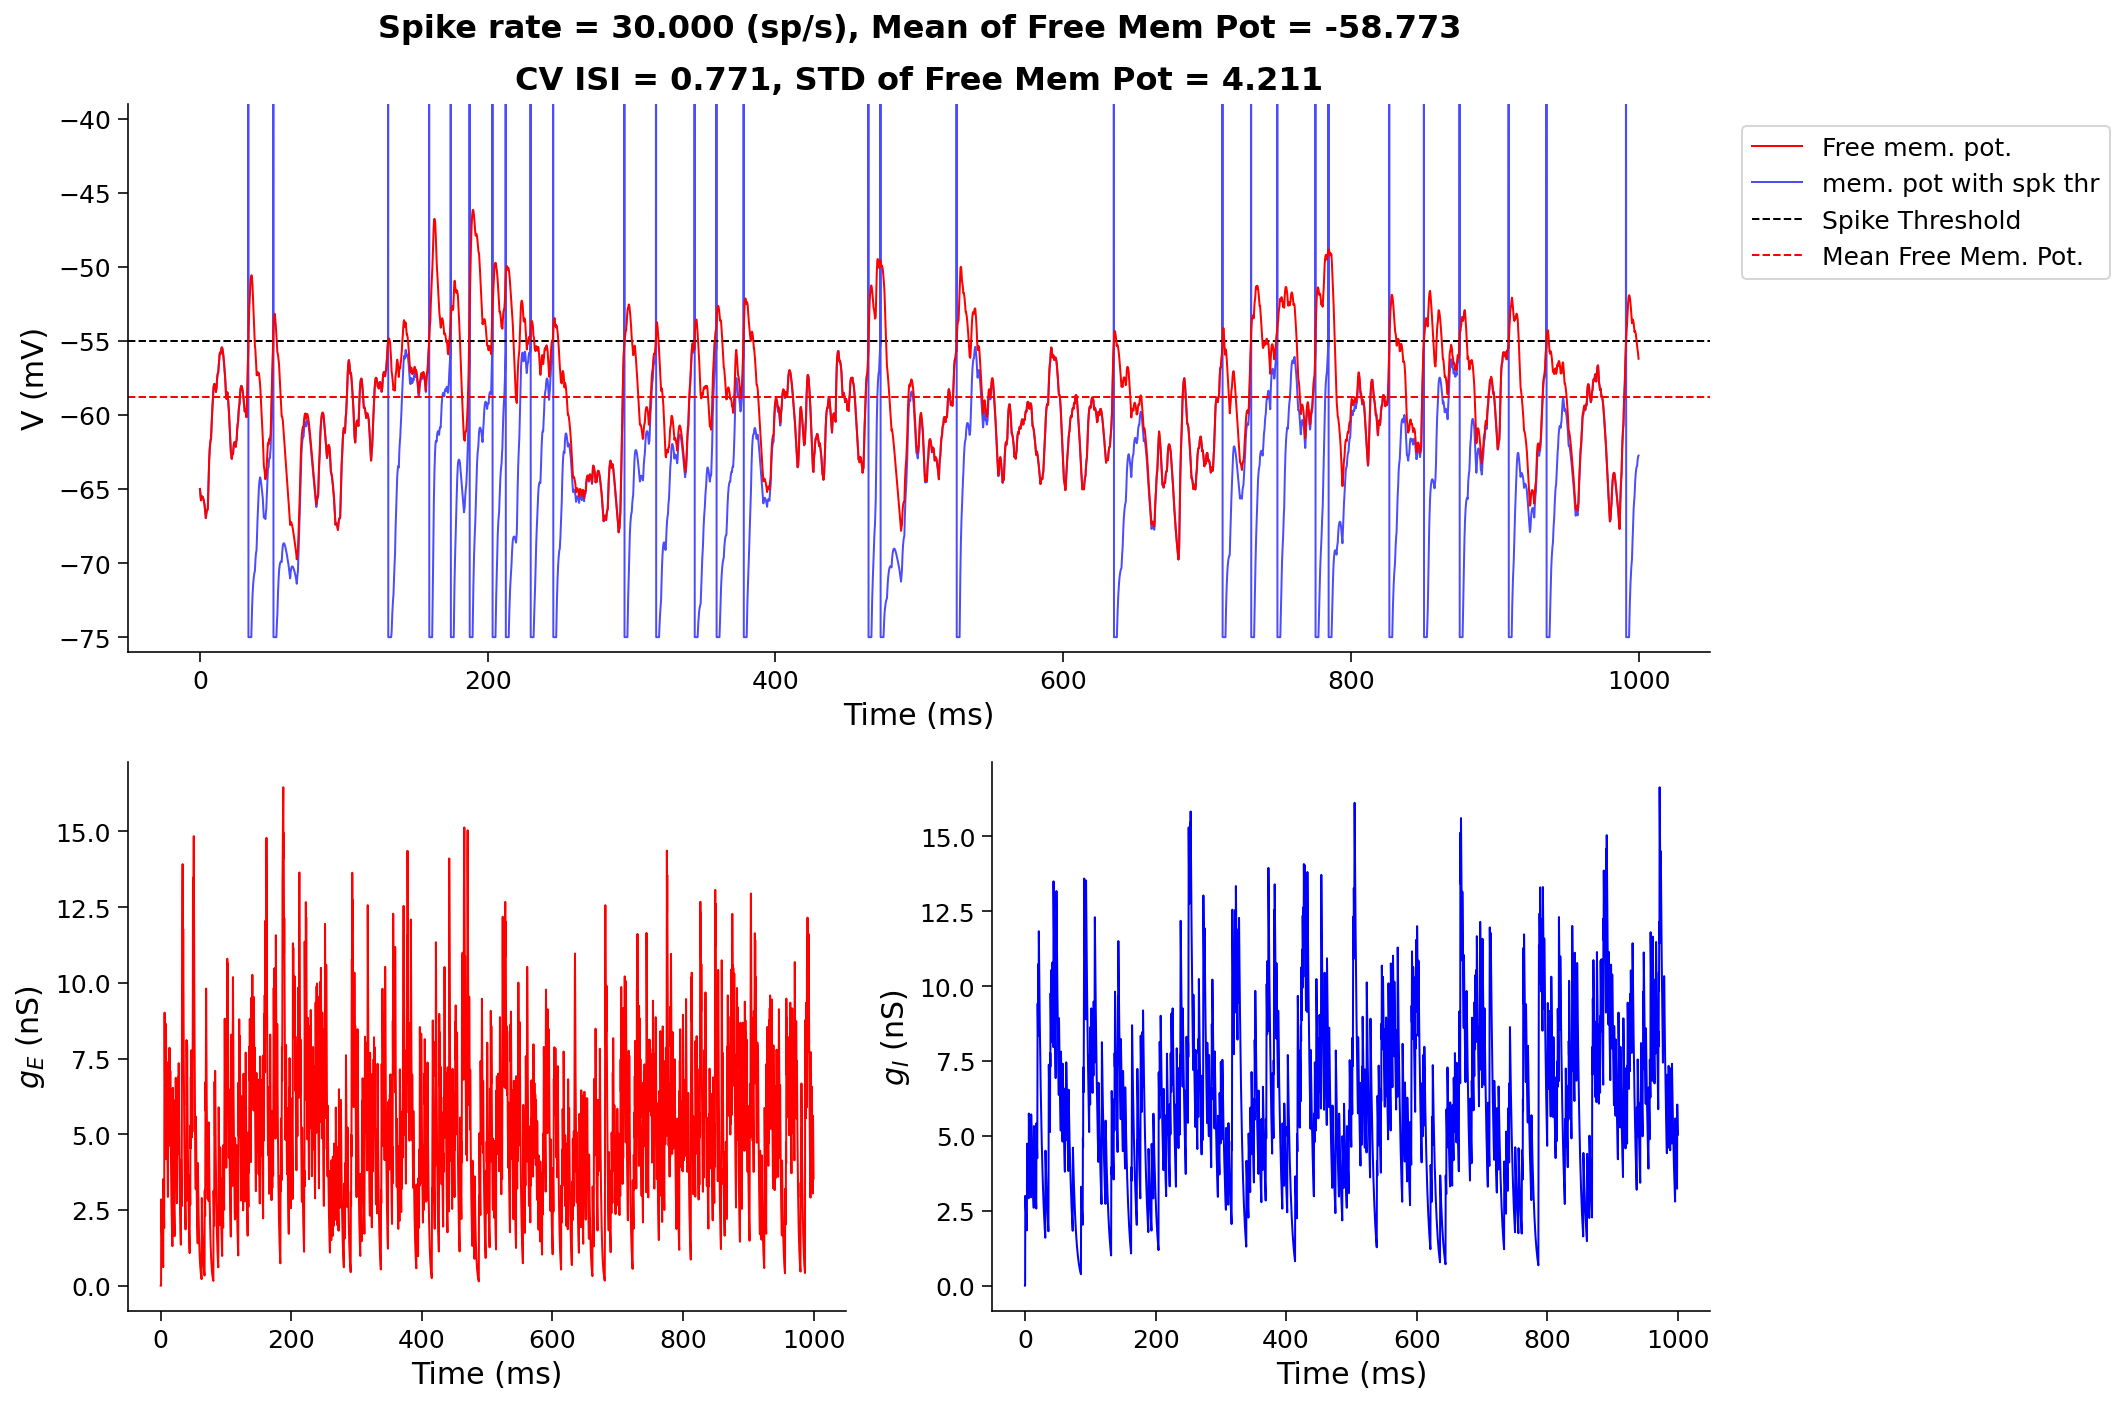 Spike rate = 30.000 (sp/s), Mean of Free Mem Pot = -58.773
CV ISI = 0.771, STD of Free Mem Pot = 4.211
−40
−45
−50
−55
−60
−65
−70
−75
V (mV)
0 200 400 600 800 1000
Time (ms)
Free mem. pot.
mem. pot with spk thr
Spike Threshold
Mean Free Mem. Pot.
15.0
12.5
10.0
7.5
5.0
2.5
0.0
g_E (nS)
0 200 400 600 800 1000
Time (ms)
15.0
12.5
10.0
7.5
5.0
2.5
0.0
g_I (nS)
0 200 400 600 800 1000
Time (ms)